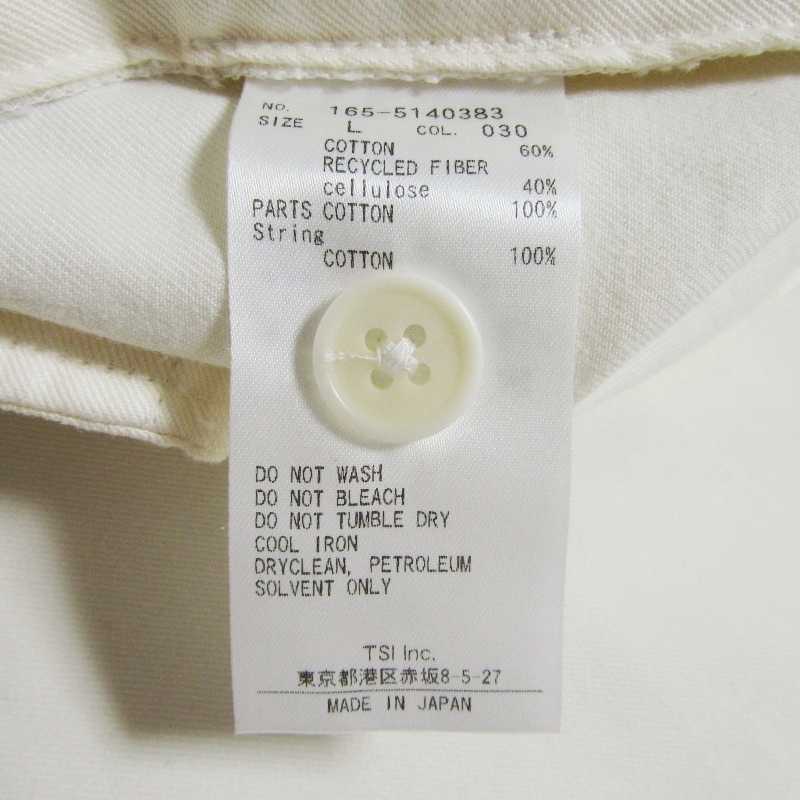 NO. 165-5140383
SIZE L COL. 030
COTTON 60%
RECYCLED FIBER
cellulose 40%
PARTS COTTON 100%
String
COTTON 100%
DO NOT WASH
DO NOT BLEACH
DO NOT TUMBLE DRY
COOL IRON
DRYCLEAN, PETROLEUM
SOLVENT ONLY
TSI Inc.
東京都港区赤坂8-5-27
MADE IN JAPAN